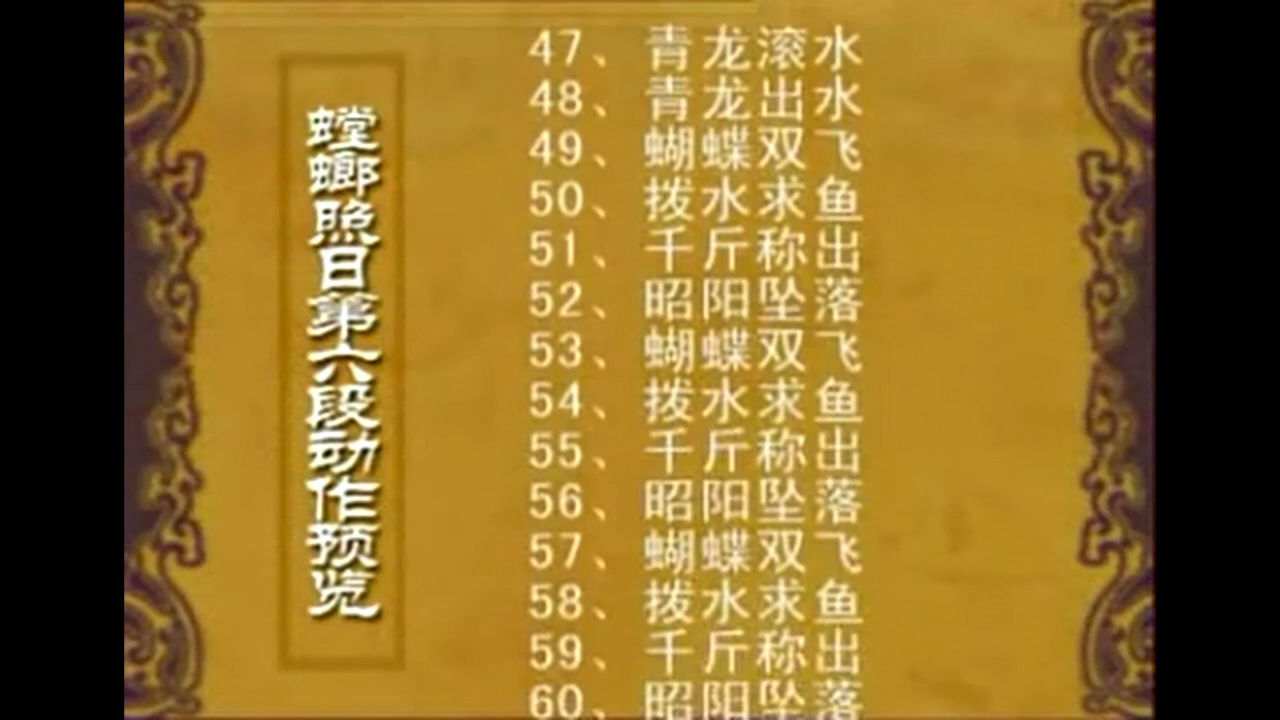 螳螂照日第六段动作预览
47、青龙滚水
48、青龙出水
49、蝴蝶双飞
50、拨水求鱼
51、千斤称出
52、昭阳坠落
53、蝴蝶双飞
54、拨水求鱼
55、千斤称出
56、昭阳坠落
57、蝴蝶双飞
58、拨水求鱼
59、千斤称出
60、昭阳坠落